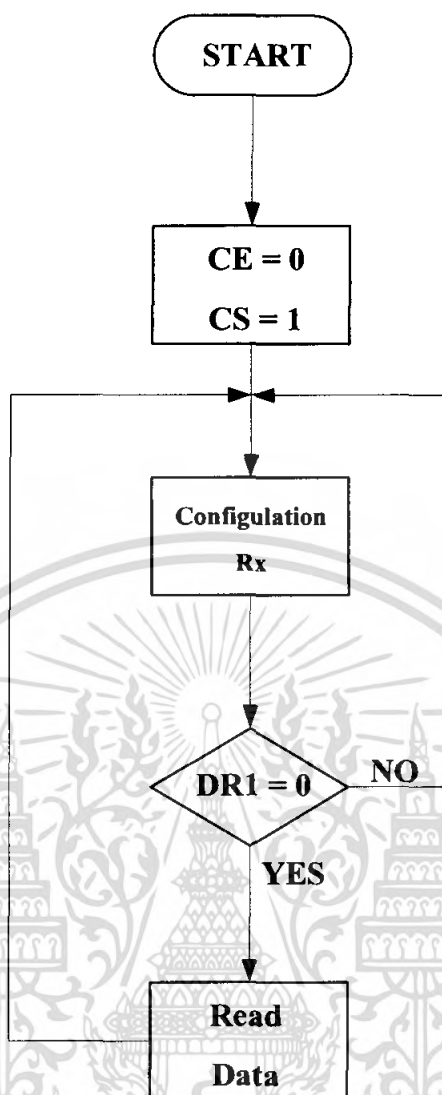 START
CE = 0
CS = 1
Configulation
Rx
DR1 = 0
NO
YES
Read
Data